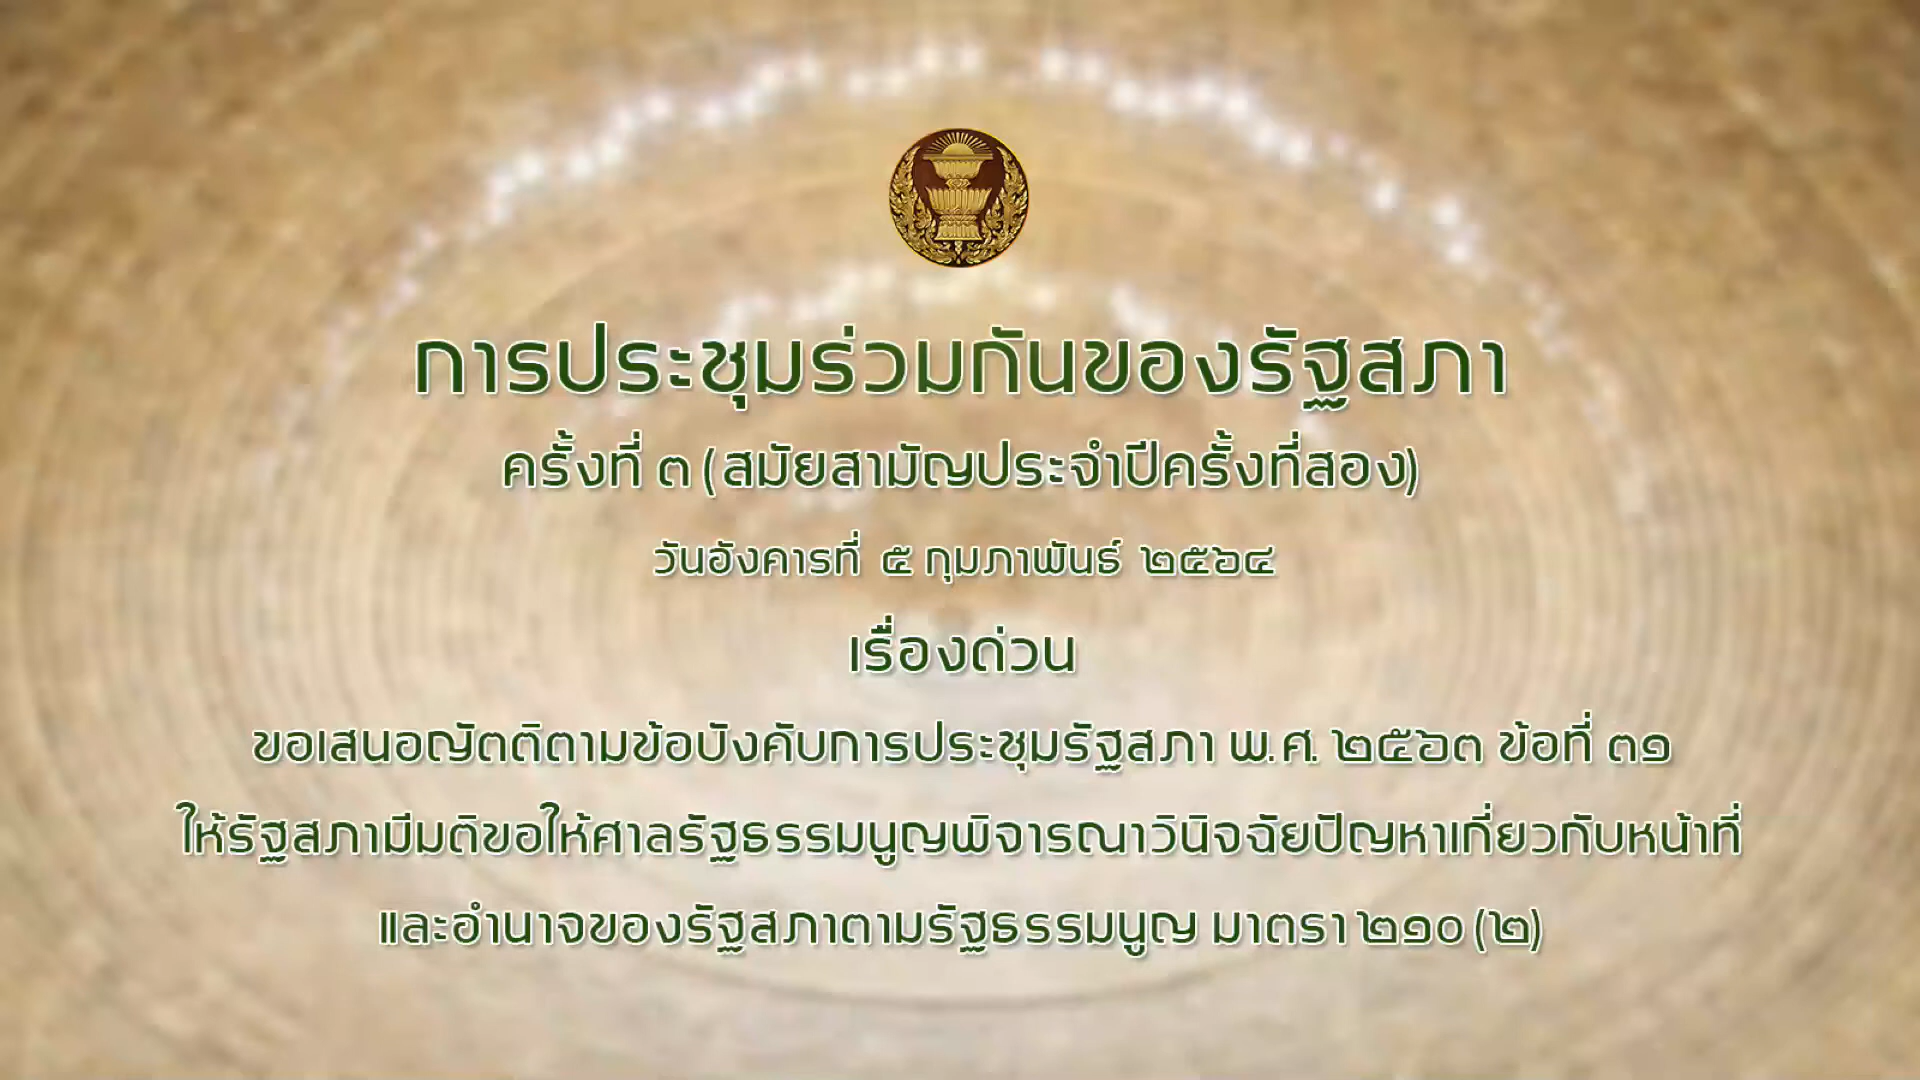 การประชุมร่วมกันของรัฐสภา
ครั้งที่ ๓ (สมัยสามัญประจำปีครั้งที่สอง)
วันอังคารที่ ๕ กุมภาพันธ์ ๒๕๖๔
เรื่องด่วน
ขอเสนอญัตติตามข้อบังคับการประชุมรัฐสภา พ.ศ. ๒๕๖๓ ข้อที่ ๓๑
ให้รัฐสภามีมติขอให้ศาลรัฐธรรมนูญพิจารณาวินิจฉัยปัญหาเกี่ยวกับหน้าที่
และอำนาจของรัฐสภาตามรัฐธรรมนูญ มาตรา ๒๑๐ (๒)